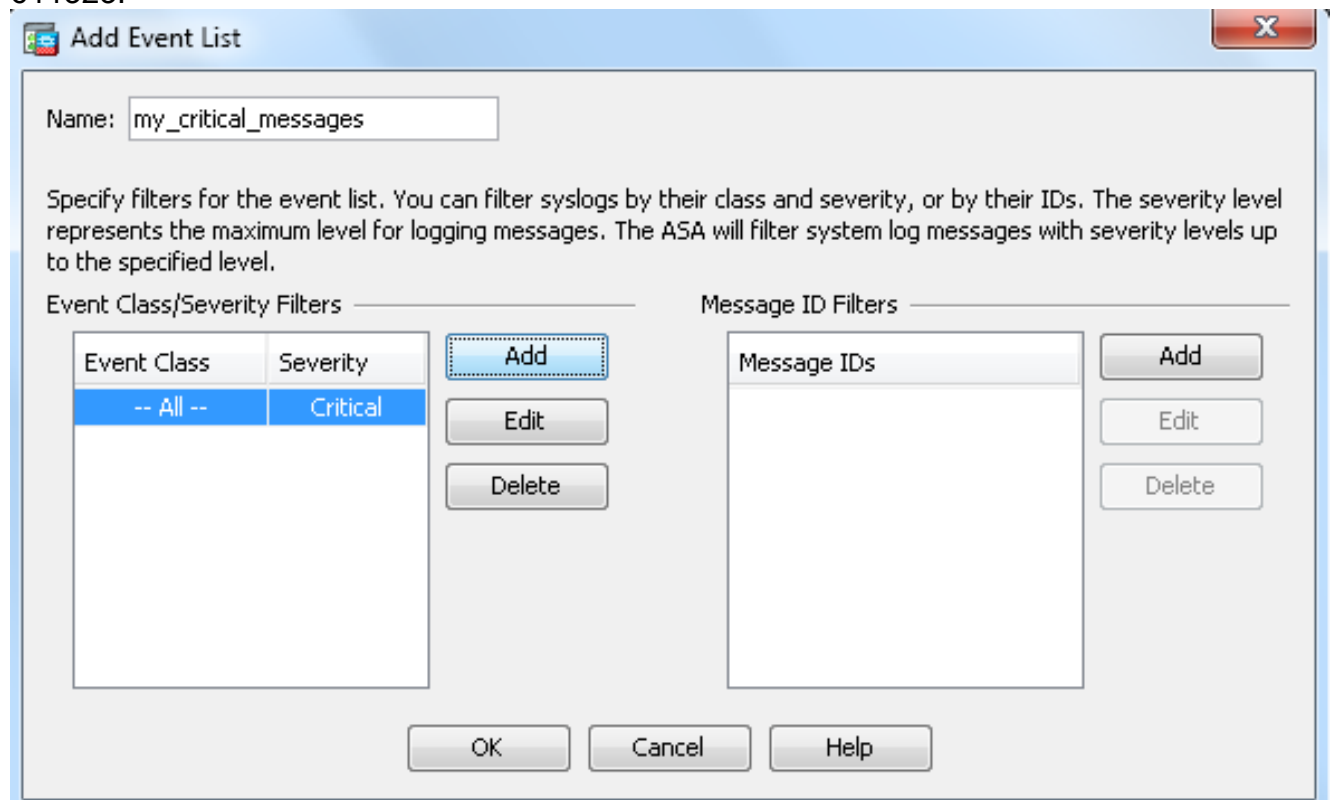 Add Event List
Name: my_critical_messages
Specify filters for the event list. You can filter syslogs by their class and severity, or by their IDs. The severity level
represents the maximum level for logging messages. The ASA will filter system log messages with severity levels up
to the specified level.
Event Class/Severity Filters
Message ID Filters
Event Class Severity
Add
Message IDs
Add
-- All -- Critical
Edit
Edit
Delete
Delete
OK Cancel Help